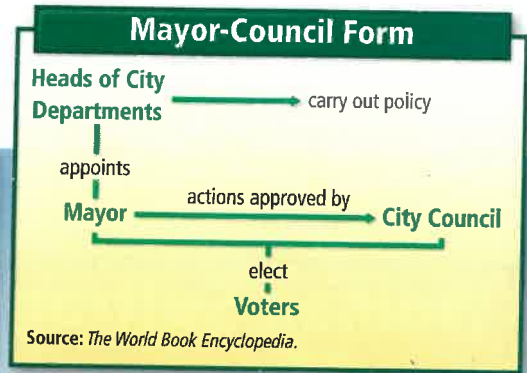 Mayor-Council Form
Heads of City
Departments
carry out policy
appoints
Mayor
actions approved by
City Council
elect
Voters
Source: The World Book Encyclopedia.